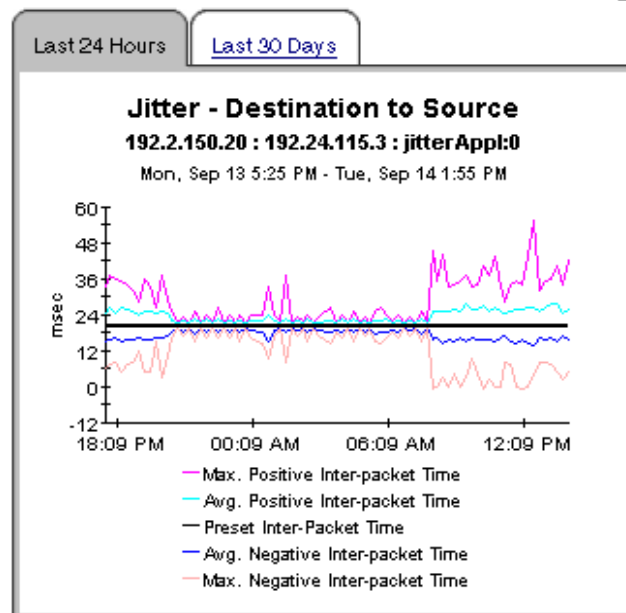 Last 24 Hours
Last 30 Days
Jitter - Destination to Source
192.2.150.20 : 192.24.115.3 : jitterAppl:0
Mon, Sep 13 5:25 PM - Tue, Sep 14 1:55 PM
60
48
36
24
12
0
-12
msec
18:09 PM
00:09 AM
06:09 AM
12:09 PM
Max. Positive Inter-packet Time
Avg. Positive Inter-packet Time
Preset Inter-Packet Time
Avg. Negative Inter-packet Time
Max. Negative Inter-packet Time